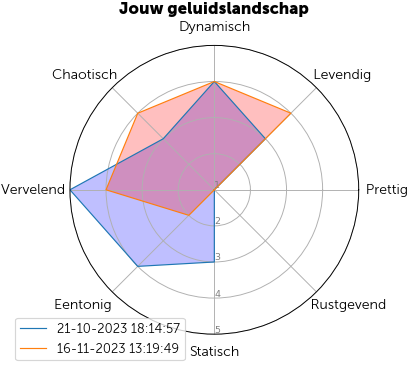 Jouw geluidslandschap
Dynamisch
Chaotisch
Levendig
Vervelend
Prettig
1
2
3
4
5
Eentonig
Rustgevend
Statisch
21-10-2023 18:14:57
16-11-2023 13:19:49